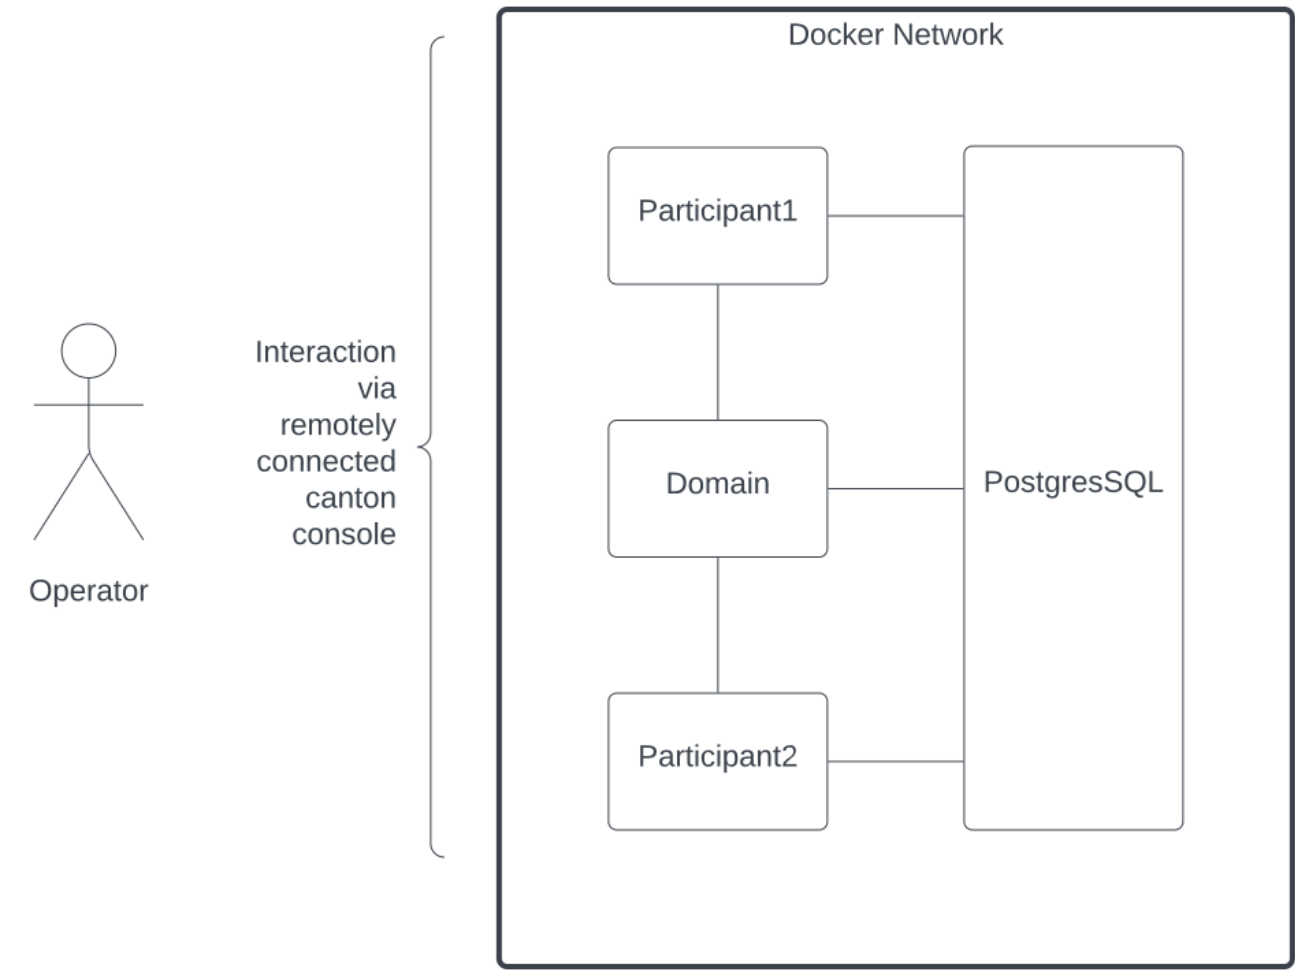 Docker Network
Participant1
Interaction
via
remotely
connected
canton
console
Domain
PostgresSQL
Operator
Participant2